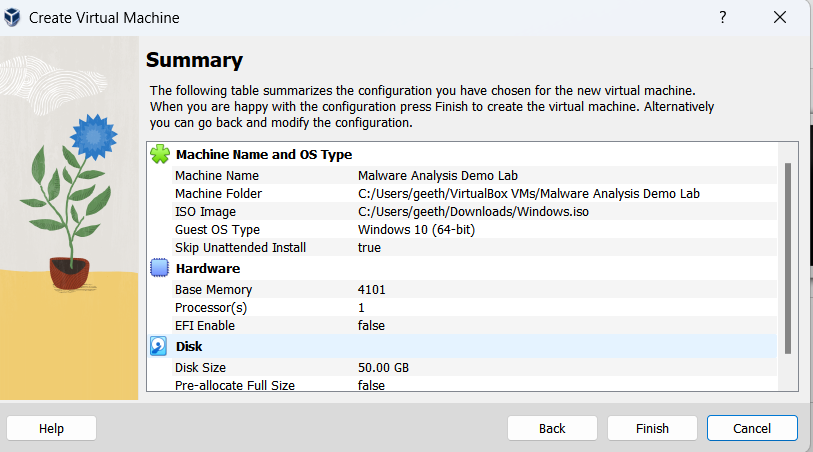 Create Virtual Machine
?
Summary
The following table summarizes the configuration you have chosen for the new virtual machine.
When you are happy with the configuration press Finish to create the virtual machine. Alternatively
you can go back and modify the configuration.
Machine Name and OS Type
Machine Name Malware Analysis Demo Lab
Machine Folder C:/Users/geeth/VirtualBox VMs/Malware Analysis Demo Lab
ISO Image C:/Users/geeth/Downloads/Windows.iso
Guest OS Type Windows 10 (64-bit)
Skip Unattended Install true
Hardware
Base Memory 4101
Processor(s) 1
EFI Enable false
Disk
Disk Size 50.00 GB
Pre-allocate Full Size false
Help Back Finish Cancel